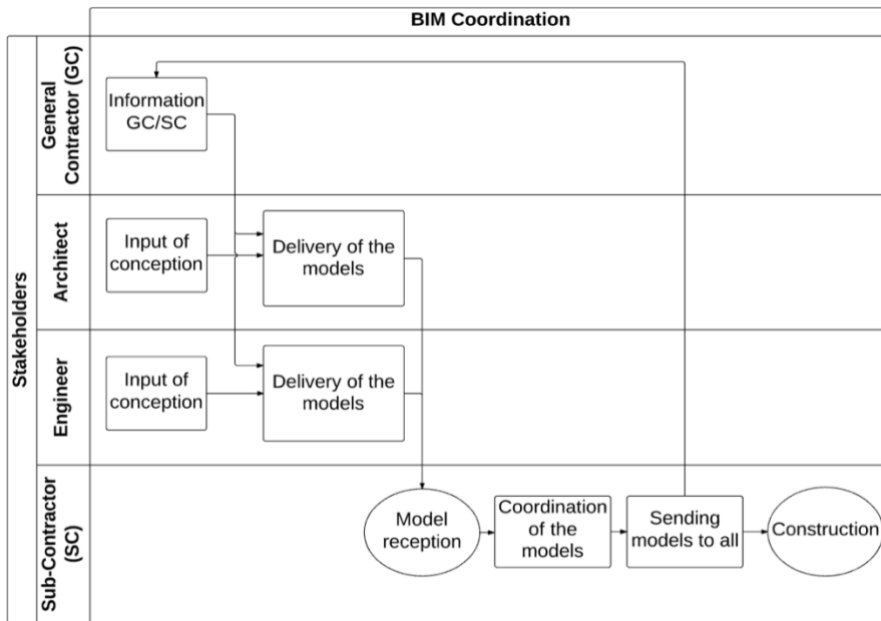 BIM Coordination
Stakeholders
General
Contractor (GC)
Information
GC/SC
Architect
Input of
conception
Delivery of the
models
Engineer
Input of
conception
Delivery of the
models
Sub-Contractor
(SC)
Model
reception
Coordination
of the
models
Sending
models to all
Construction